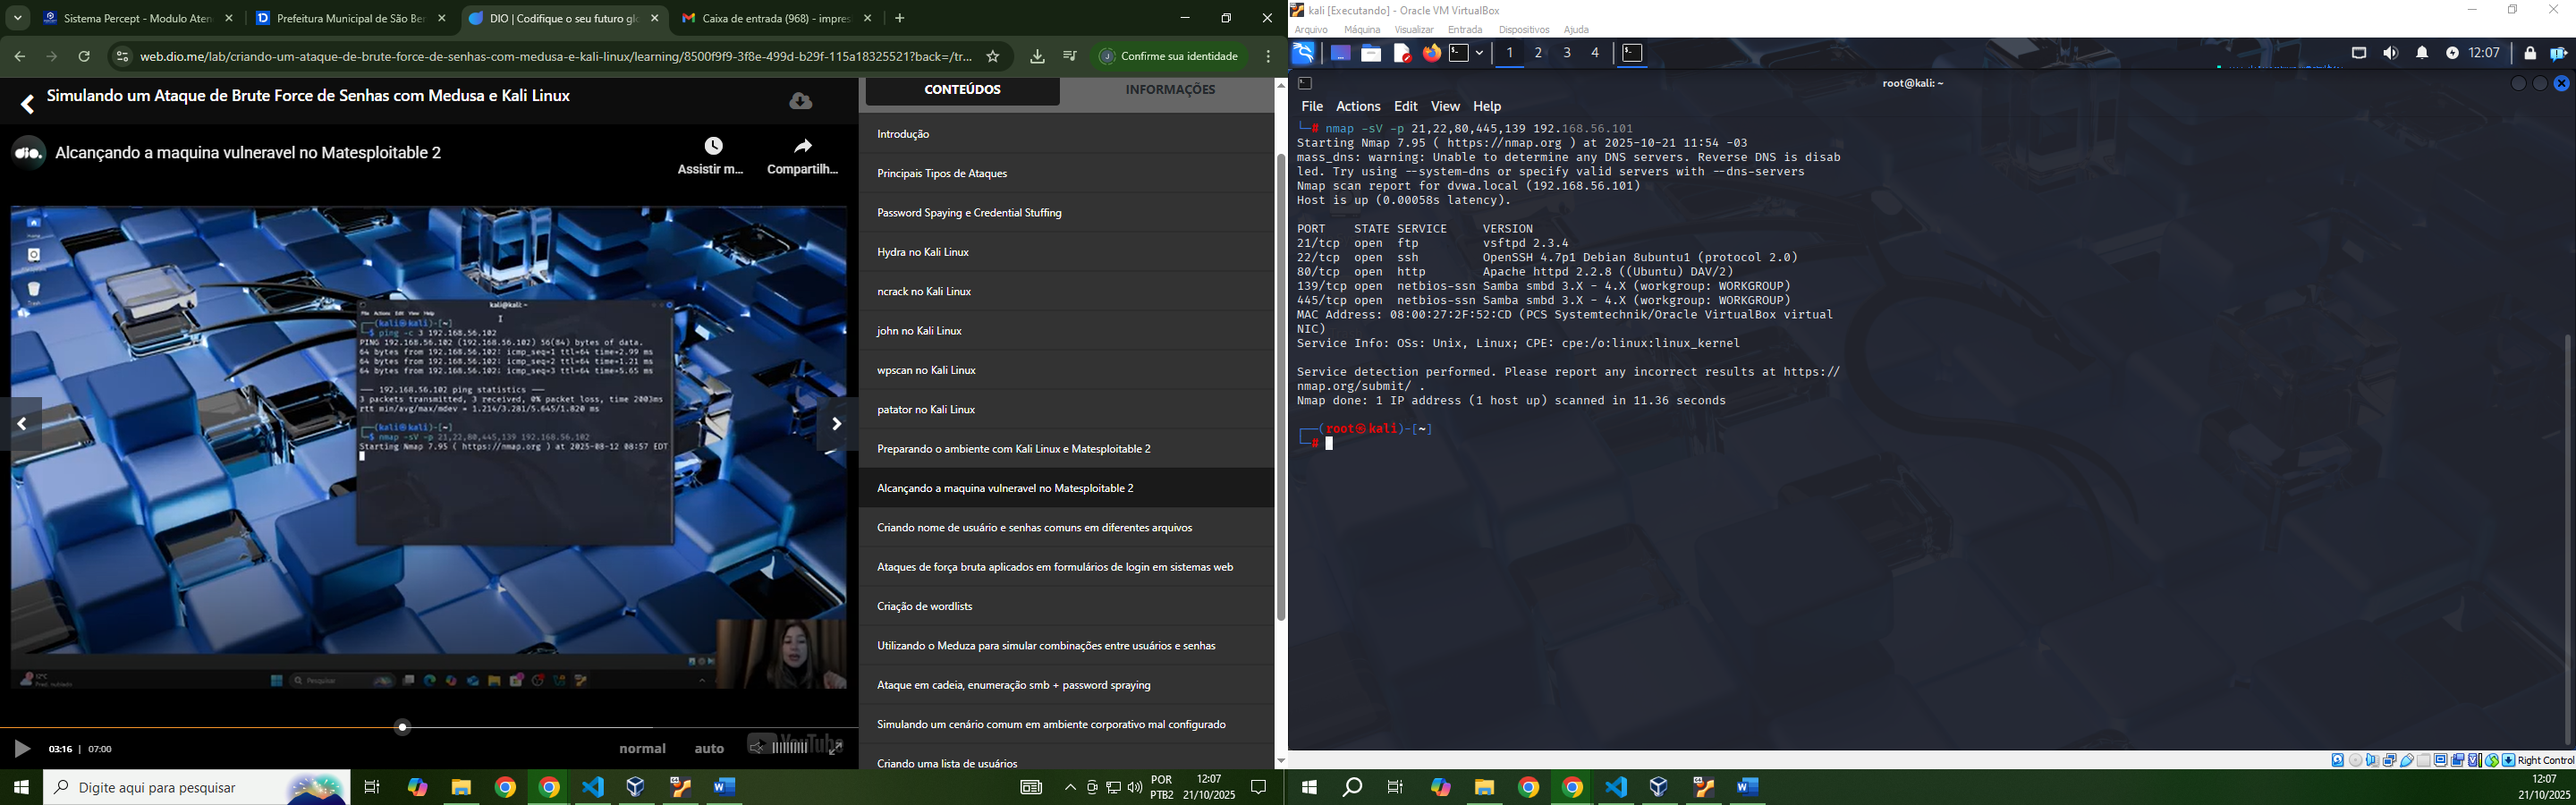 Sistema Percept - Modulo Aten
Prefeitura Municipal de São Ber
DIO | Codifique o seu futuro glo
Caixa de entrada (968) - impres
web.dio.me/lab/criando-um-ataque-de-brute-force-de-senhas-com-medusa-e-kali-linux/learning/8500f9f9-3f8e-499d-b29f-115a18325521?back=/tr...
Confirme sua identidade
Simulando um Ataque de Brute Force de Senhas com Medusa e Kali Linux
dio.
Alcançando a maquina vulneravel no Matesploitable 2
Assistir m...
Compartilh...
kali@kali: ~
File Actions Edit View Help
┌──(kali㉿kali)-[~]
└─$ ping -c 3 192.168.56.102
PING 192.168.56.102 (192.168.56.102) 56(84) bytes of data.
64 bytes from 192.168.56.102: icmp_seq=1 ttl=64 time=2.99 ms
64 bytes from 192.168.56.102: icmp_seq=2 ttl=64 time=1.21 ms
64 bytes from 192.168.56.102: icmp_seq=3 ttl=64 time=5.65 ms
── 192.168.56.102 ping statistics ──
3 packets transmitted, 3 received, 0% packet loss, time 2003ms
rtt min/avg/max/mdev = 1.214/3.281/5.645/1.820 ms
┌──(kali㉿kali)-[~]
└─$ nmap -sV -p 21,22,80,445,139 192.168.56.102
Starting Nmap 7.95 ( https://nmap.org ) at 2025-08-12 08:57 EDT
Pesquisar
03:16 | 07:00
normal
auto
YouTube
CONTEÚDOS
INFORMAÇÕES
Introdução
Principais Tipos de Ataques
Password Spaying e Credential Stuffing
Hydra no Kali Linux
ncrack no Kali Linux
john no Kali Linux
wpscan no Kali Linux
patator no Kali Linux
Preparando o ambiente com Kali Linux e Matesploitable 2
Alcançando a maquina vulneravel no Matesploitable 2
Criando nome de usuário e senhas comuns em diferentes arquivos
Ataques de força bruta aplicados em formulários de login em sistemas web
Criação de wordlists
Utilizando o Meduza para simular combinações entre usuários e senhas
Ataque em cadeia, enumeração smb + password spraying
Simulando um cenário comum em ambiente corporativo mal configurado
Criando uma lista de usuários
Digite aqui para pesquisar
POR
PTB2
12:07
21/10/2025
kali [Executando] - Oracle VM VirtualBox
Arquivo Máquina Visualizar Entrada Dispositivos Ajuda
1 2 3 4
12:07
root@kali: ~
File Actions Edit View Help
└─# nmap -sV -p 21,22,80,445,139 192.168.56.101
Starting Nmap 7.95 ( https://nmap.org ) at 2025-10-21 11:54 -03
mass_dns: warning: Unable to determine any DNS servers. Reverse DNS is disab
led. Try using --system-dns or specify valid servers with --dns-servers
Nmap scan report for dvwa.local (192.168.56.101)
Host is up (0.00058s latency).
PORT    STATE SERVICE     VERSION
21/tcp  open  ftp         vsftpd 2.3.4
22/tcp  open  ssh         OpenSSH 4.7p1 Debian 8ubuntu1 (protocol 2.0)
80/tcp  open  http        Apache httpd 2.2.8 ((Ubuntu) DAV/2)
139/tcp open  netbios-ssn Samba smbd 3.X - 4.X (workgroup: WORKGROUP)
445/tcp open  netbios-ssn Samba smbd 3.X - 4.X (workgroup: WORKGROUP)
MAC Address: 08:00:27:2F:52:CD (PCS Systemtechnik/Oracle VirtualBox virtual
NIC)
Service Info: OSs: Unix, Linux; CPE: cpe:/o:linux:linux_kernel
Service detection performed. Please report any incorrect results at https://
nmap.org/submit/ .
Nmap done: 1 IP address (1 host up) scanned in 11.36 seconds
┌──(root㉿kali)-[~]
└─#
Right Control
12:07
21/10/2025